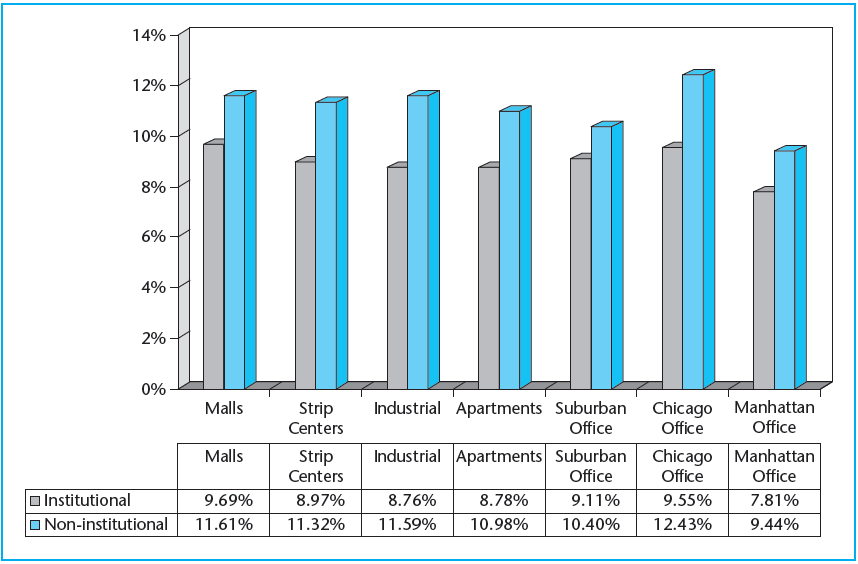 14%
12%
10%
8%
6%
4%
2%
0%
Malls Strip Industrial Apartments Suburban Chicago Manhattan
Centers Office Office Office
Malls Strip Industrial Apartments Suburban Chicago Manhattan
Centers Office Office Office
Institutional 9.69% 8.97% 8.76% 8.78% 9.11% 9.55% 7.81%
Non-institutional 11.61% 11.32% 11.59% 10.98% 10.40% 12.43% 9.44%